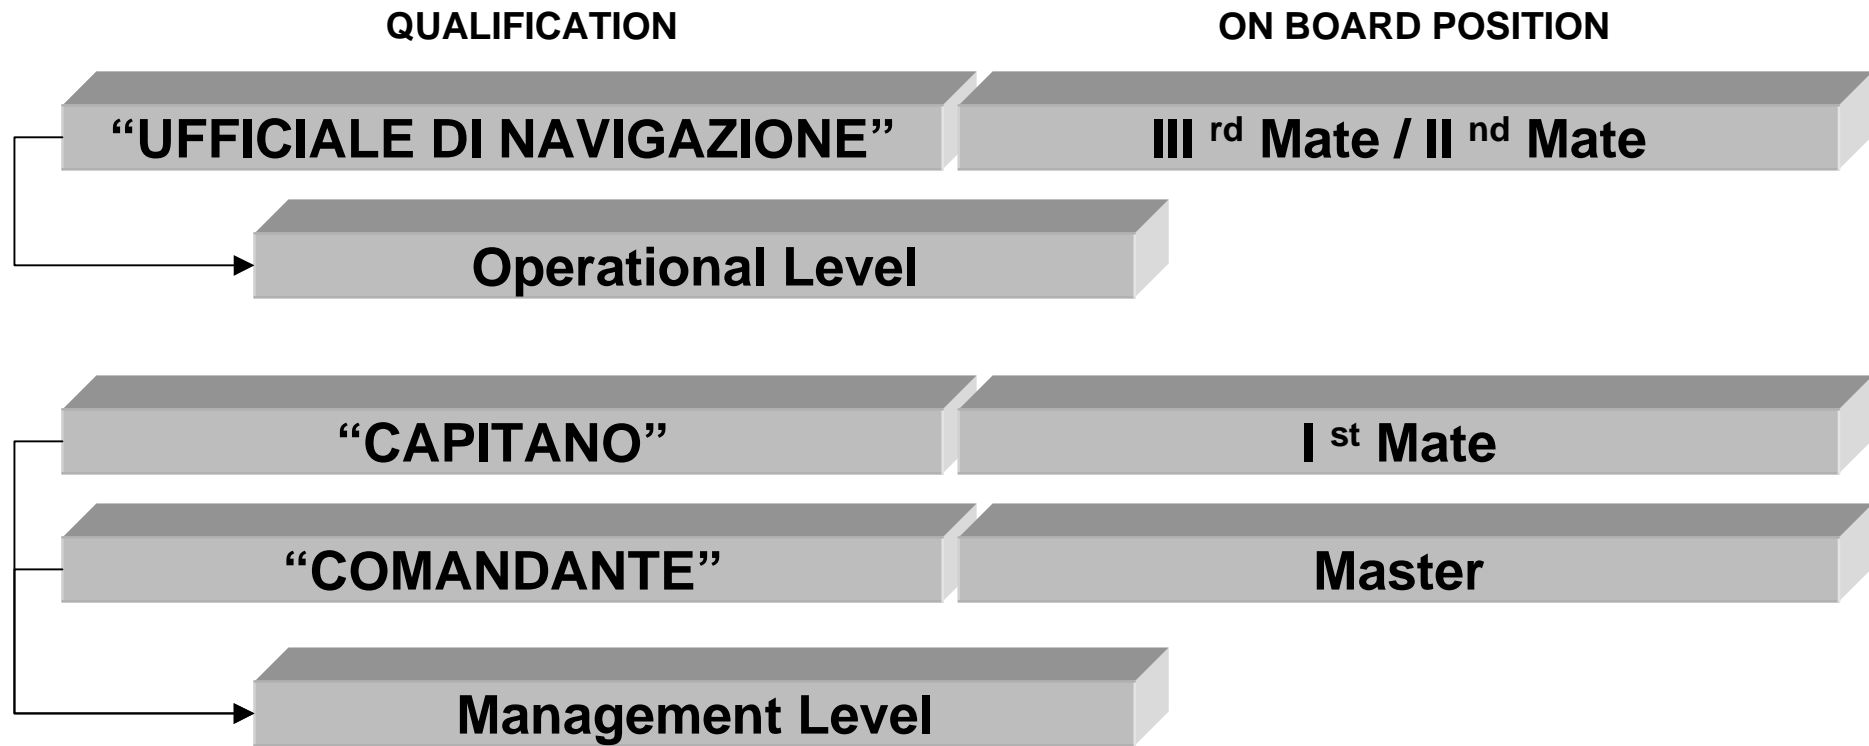 QUALIFICATION
ON BOARD POSITION
“UFFICIALE DI NAVIGAZIONE”
III rd Mate / II nd Mate
Operational Level
“CAPITANO”
I st Mate
“COMANDANTE”
Master
Management Level